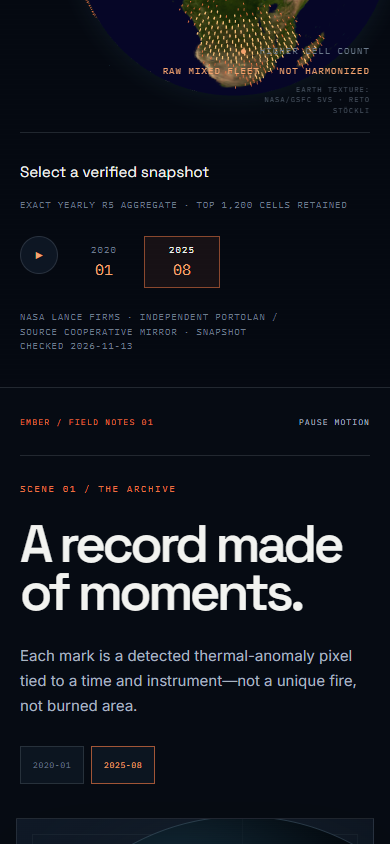 HIGHER CELL COUNT
RAW MIXED FLEET · NOT HARMONIZED
EARTH TEXTURE:
NASA/GSFC SVS · RETO
STÖCKLI
Select a verified snapshot
EXACT YEARLY R5 AGGREGATE · TOP 1,200 CELLS RETAINED
▶
2020
01
2025
08
NASA LANCE FIRMS · INDEPENDENT PORTOLAN /
SOURCE COOPERATIVE MIRROR · SNAPSHOT
CHECKED 2026-11-13
EMBER / FIELD NOTES 01
PAUSE MOTION
SCENE 01 / THE ARCHIVE
A record made
of moments.
Each mark is a detected thermal-anomaly pixel
tied to a time and instrument—not a unique fire,
not burned area.
2020-01
2025-08